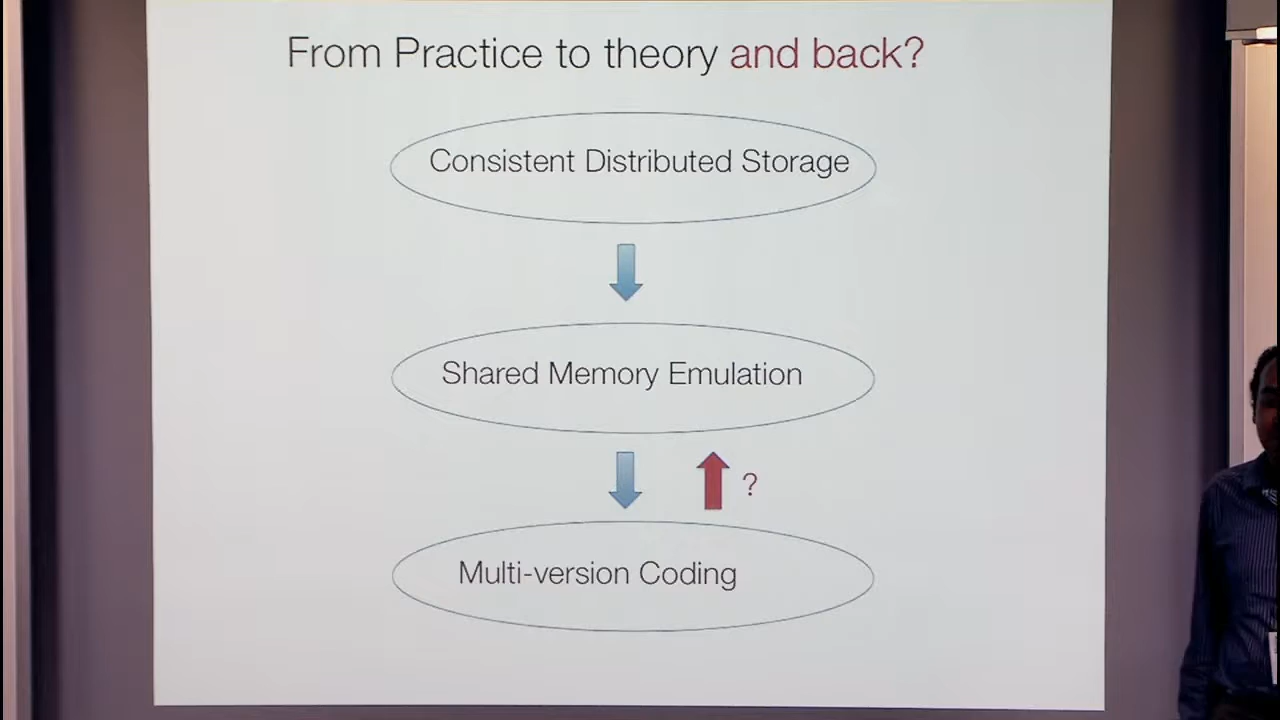 From Practice to theory and back?
Consistent Distributed Storage
Shared Memory Emulation
?
Multi-version Coding